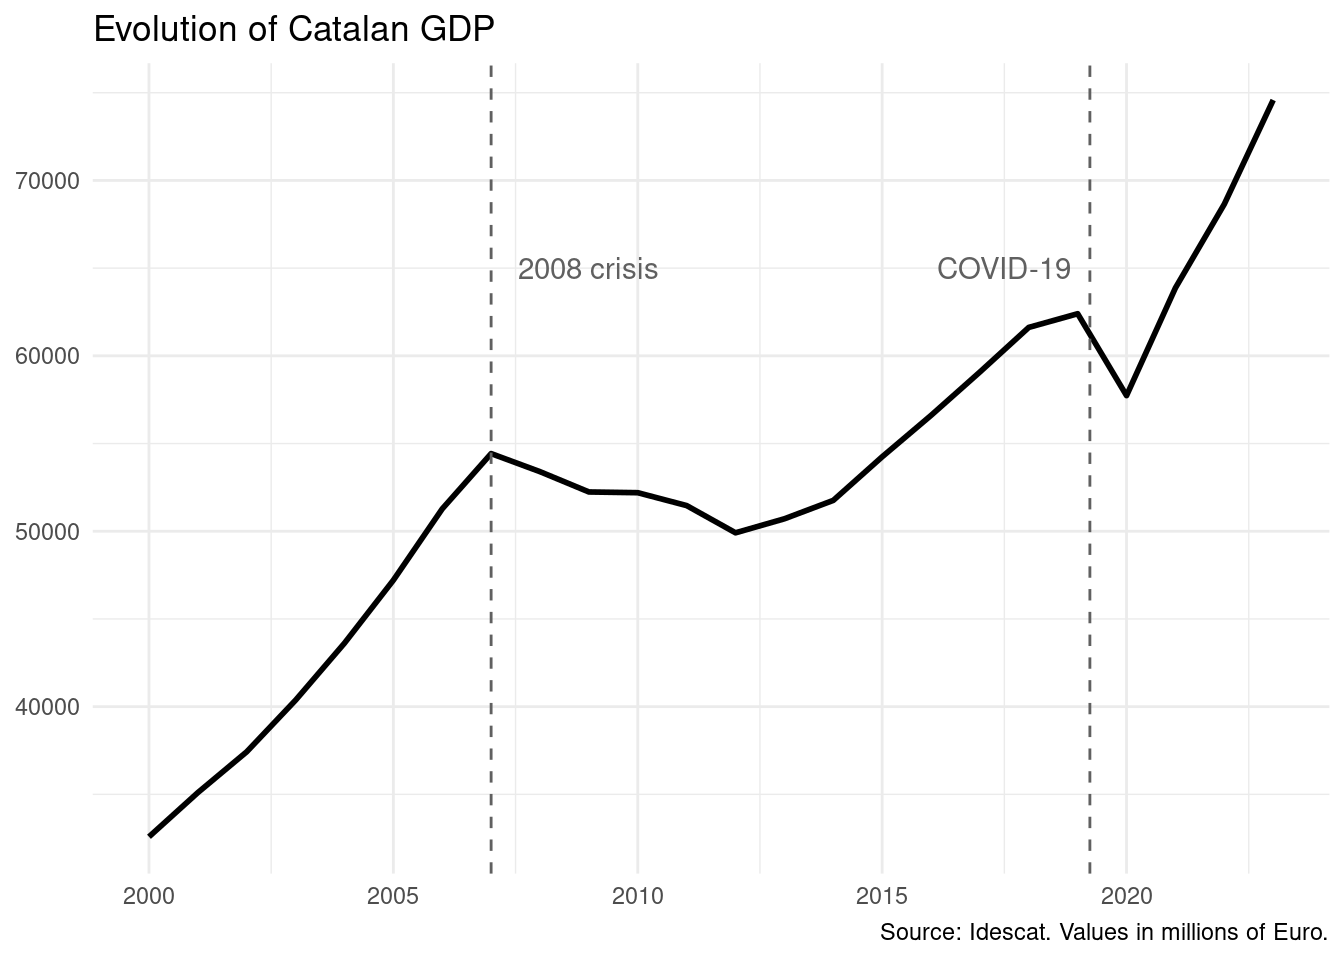 Evolution of Catalan GDP
70000
60000
50000
40000
2008 crisis
COVID-19
2000
2005
2010
2015
2020
Source: Idescat. Values in millions of Euro.